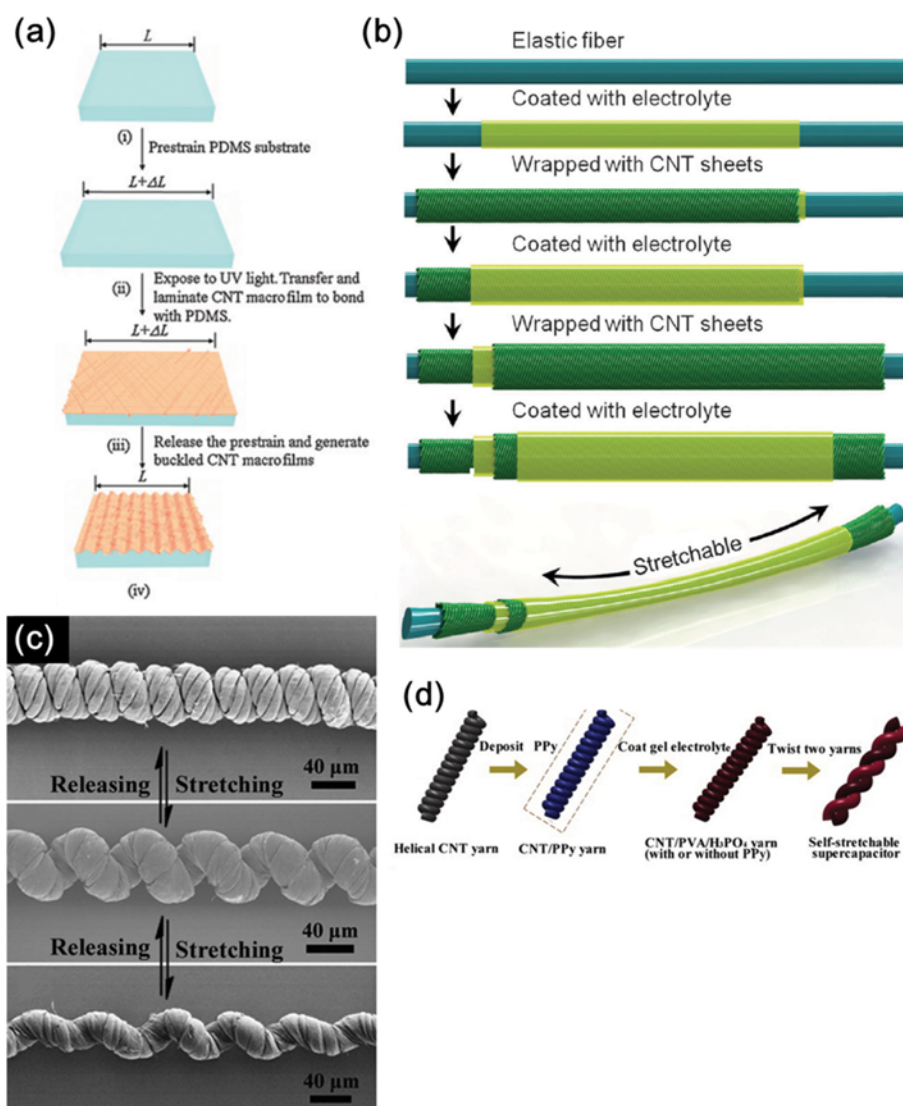 (a)
L
(i)
Prestrain PDMS substrate
L+ΔL
(ii)
Expose to UV light. Transfer and
laminate CNT macro film to bond
with PDMS.
L+ΔL
(iii)
Release the prestrain and generate
buckled CNT macrofilms
L
(iv)
(b)
Elastic fiber
Coated with electrolyte
Wrapped with CNT sheets
Coated with electrolyte
Wrapped with CNT sheets
Coated with electrolyte
Stretchable
(c)
Releasing Stretching
40 μm
Releasing Stretching
40 μm
40 μm
(d)
Deposit PPy
Coat gel electrolyte
Twist two yarns
Helical CNT yarn
CNT/PPy yarn
CNT/PVA/H₃PO₄ yarn
(with or without PPy)
Self-stretchable
supercapacitor